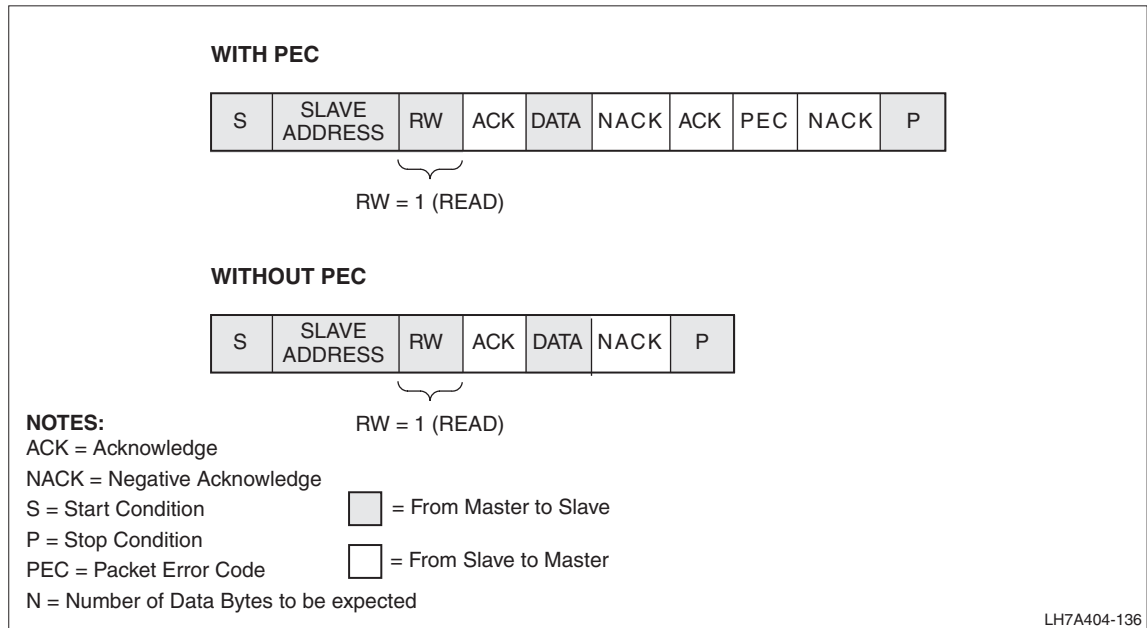 WITH PEC
S SLAVE ADDRESS RW ACK DATA NACK ACK PEC NACK P
RW = 1 (READ)
WITHOUT PEC
S SLAVE ADDRESS RW ACK DATA NACK P
RW = 1 (READ)
NOTES:
ACK = Acknowledge
NACK = Negative Acknowledge
S = Start Condition
P = Stop Condition
PEC = Packet Error Code
N = Number of Data Bytes to be expected
= From Master to Slave
= From Slave to Master
LH7A404-136